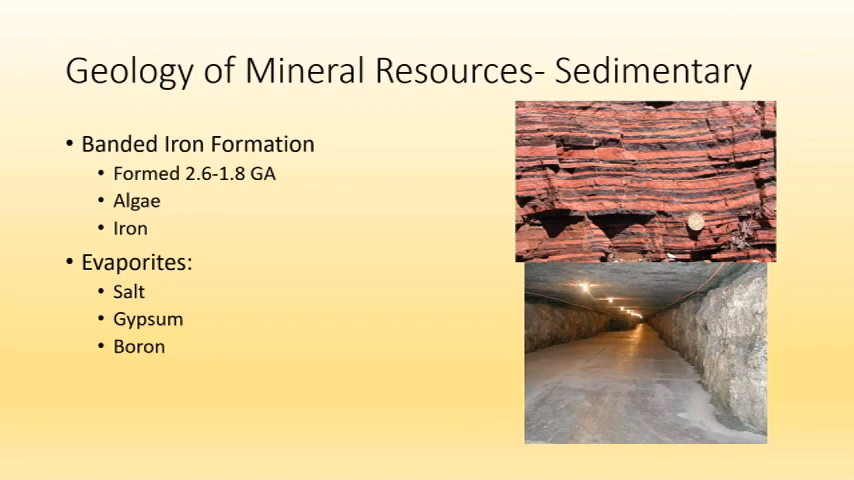 Geology of Mineral Resources- Sedimentary
• Banded Iron Formation
• Formed 2.6-1.8 GA
• Algae
• Iron
• Evaporites:
• Salt
• Gypsum
• Boron